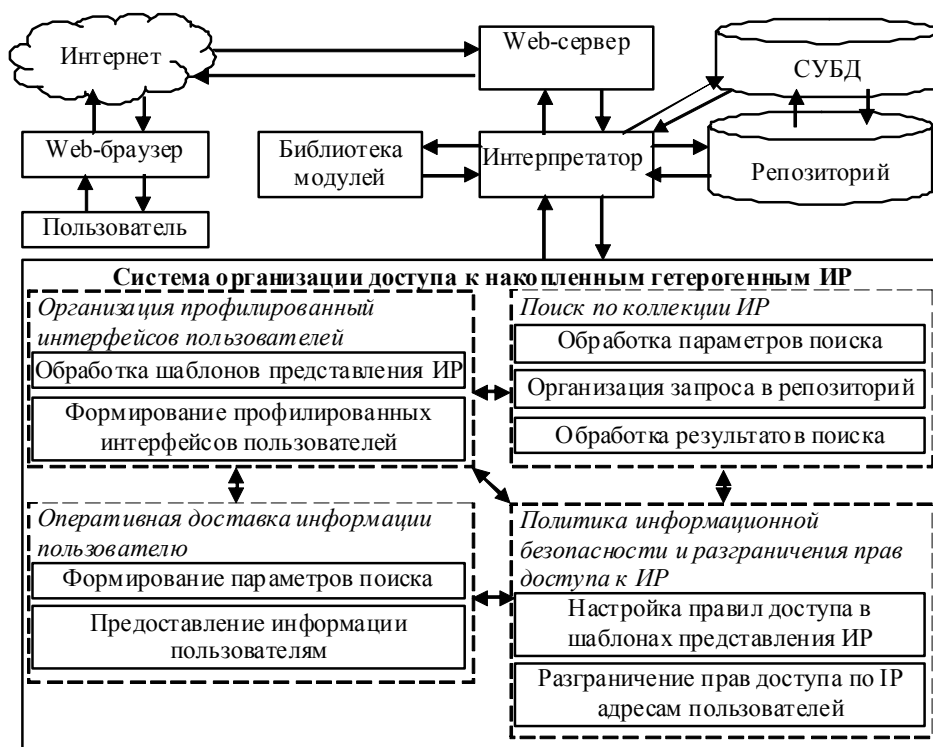 Интернет
Web-сервер
СУБД
Web-браузер
Библиотека
модулей
Интерпретатор
Репозиторий
Пользователь
Система организации доступа к накопленным гетерогенным ИР
Организация профилированный
интерфейсов пользователей
Обработка шаблонов представления ИР
Формирование профилированных
интерфейсов пользователей
Поиск по коллекции ИР
Обработка параметров поиска
Организация запроса в репозиторий
Обработка результатов поиска
Оперативная доставка информации
пользователю
Формирование параметров поиска
Предоставление информации
пользователям
Политика информационной
безопасности и разграничения прав
доступа к ИР
Настройка правил доступа в
шаблонах представления ИР
Разграничение прав доступа по IP
адресам пользователей